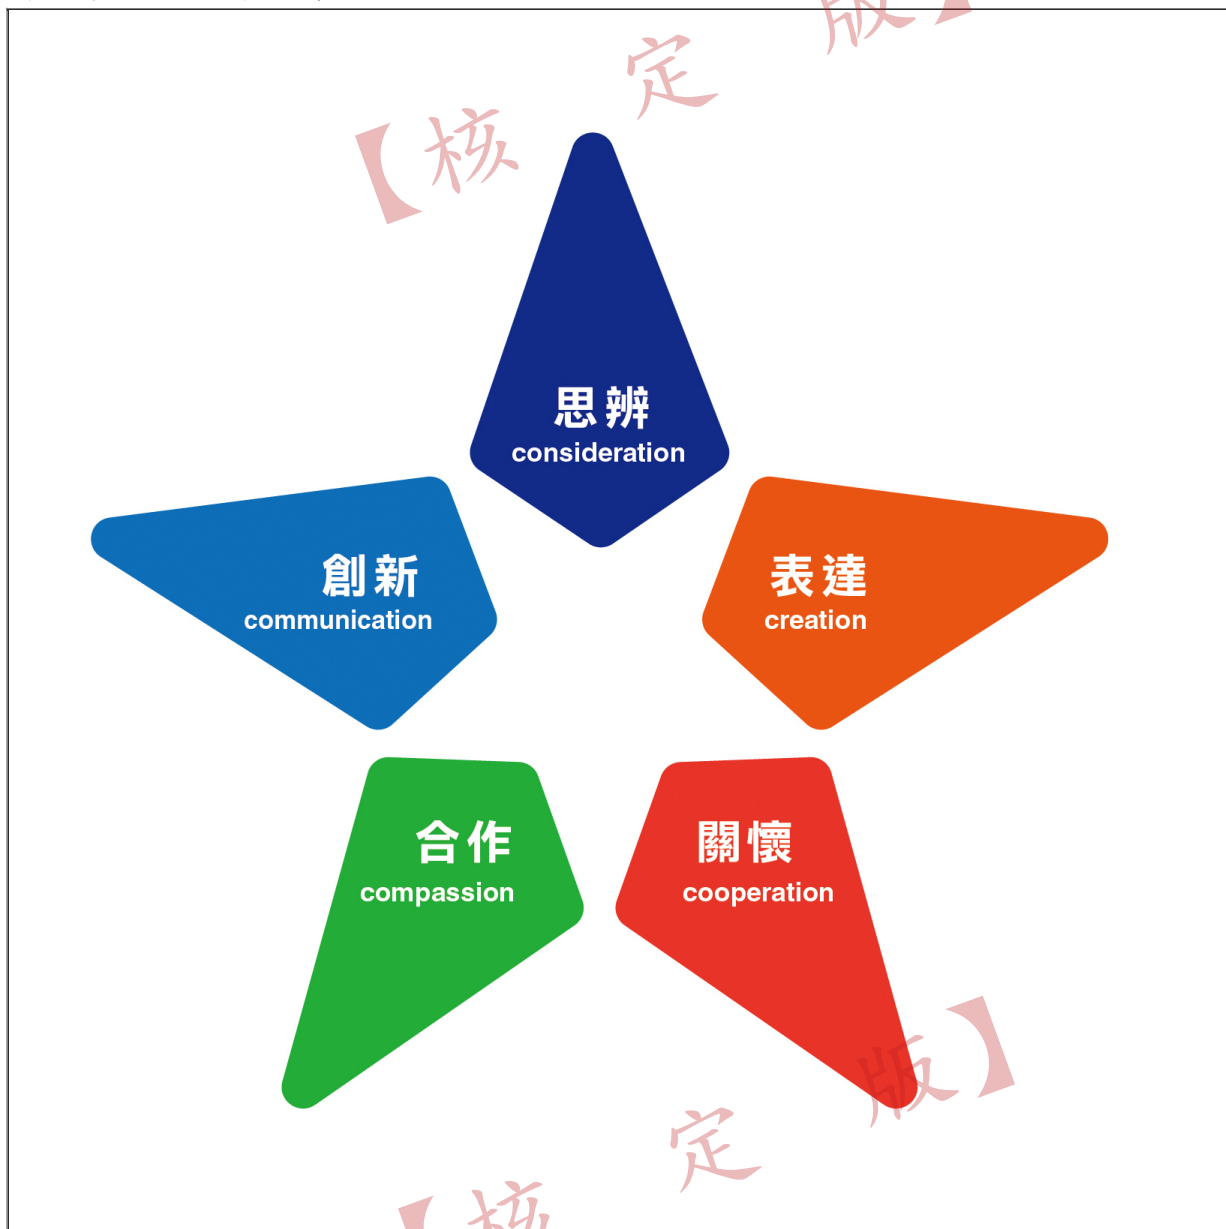 【核 定 版】
思辨
consideration
創新
communication
表達
creation
合作
compassion
關懷
cooperation
【核 定 版】